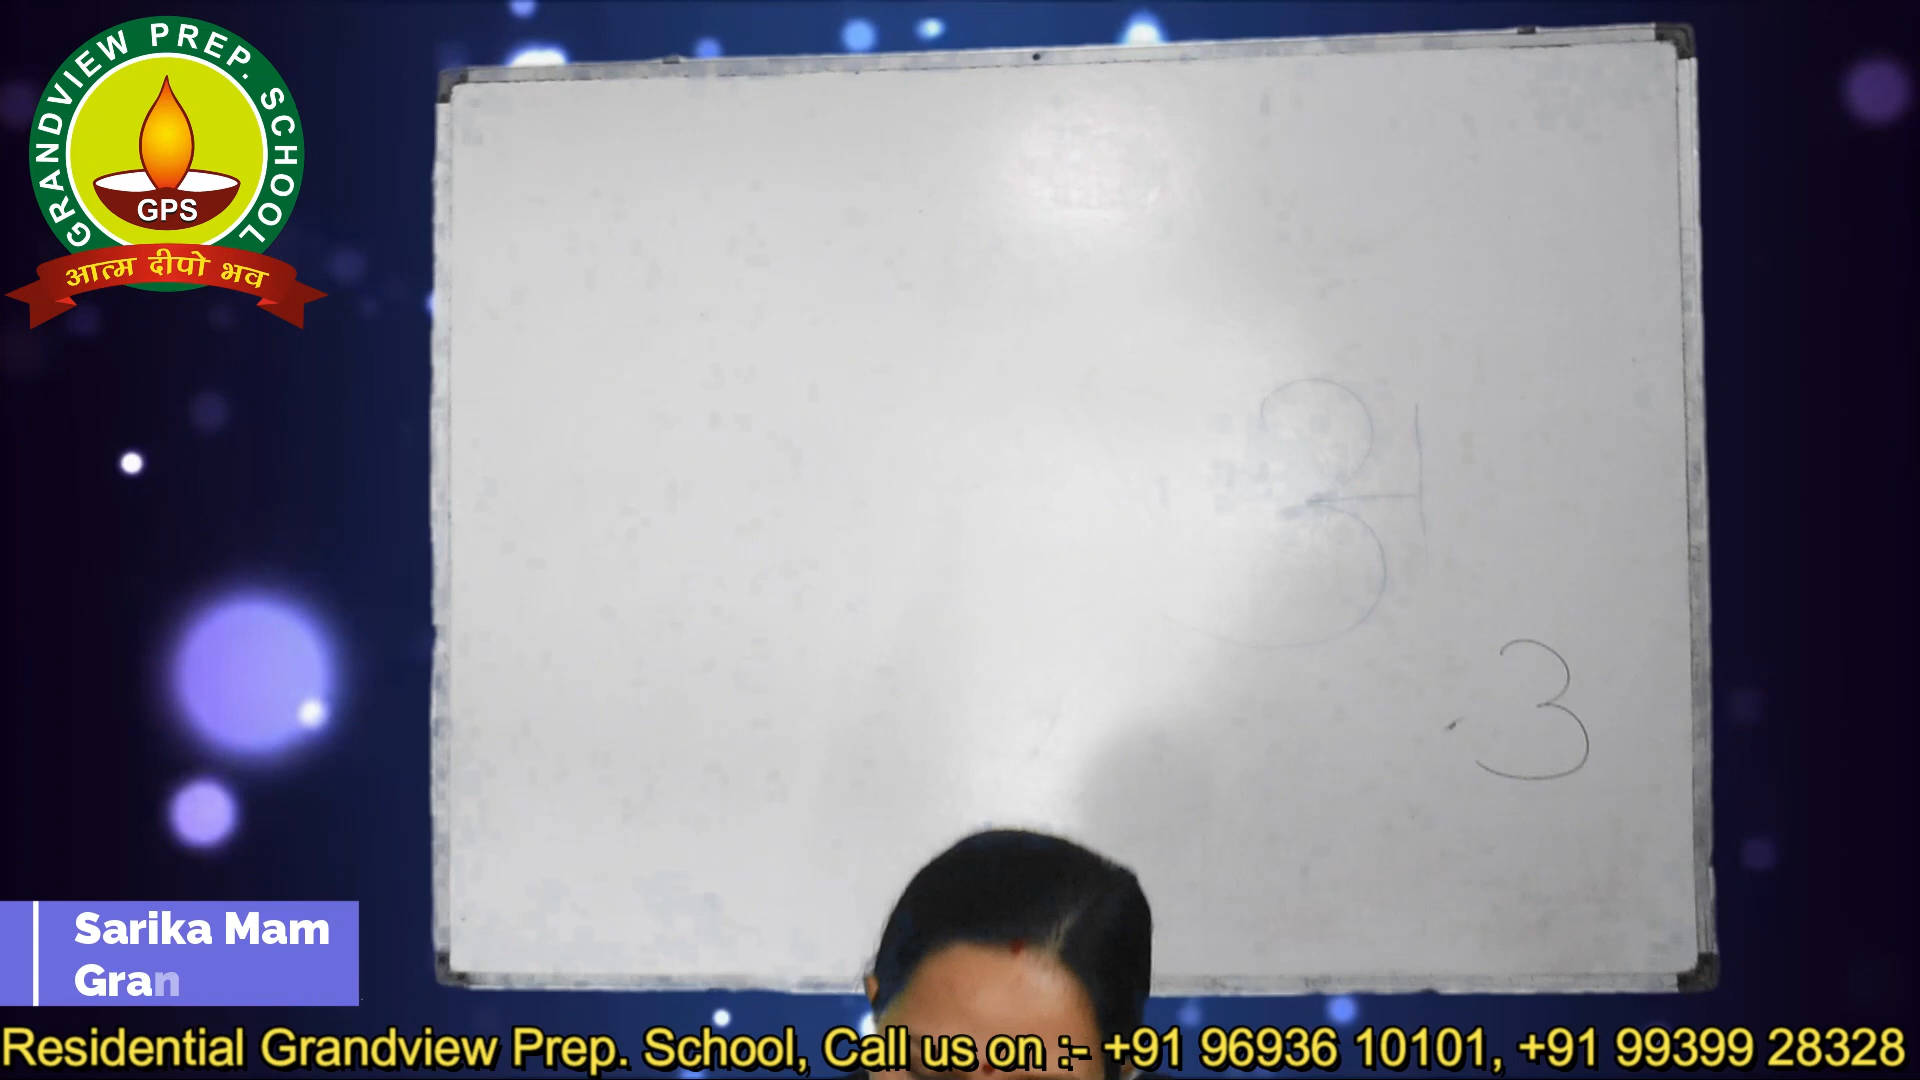 GRANDVIEW PREP. SCHOOL
GPS
आत्म दीपो भव
3
Sarika Mam
Gran
Residential Grandview Prep. School, Call us on :- +91 96936 10101, +91 99399 28328